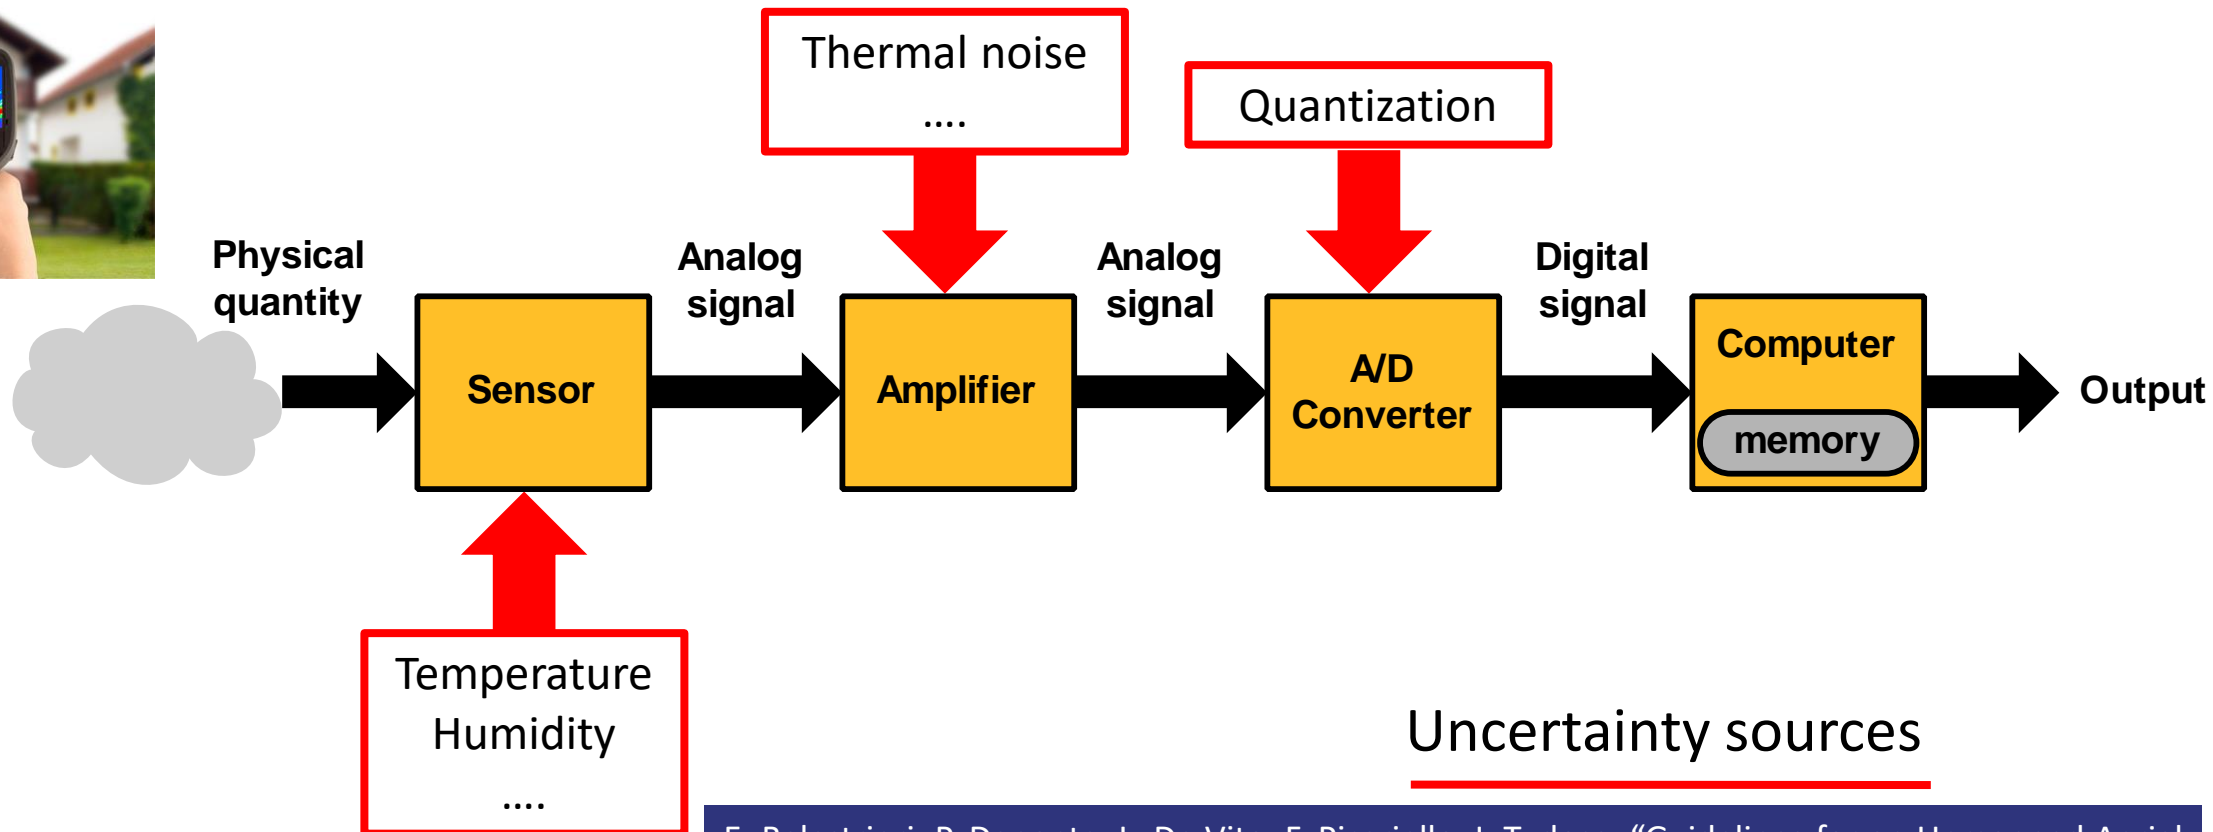 Thermal noise
....
Quantization
Physical
quantity
Analog
signal
Analog
signal
Digital
signal
Sensor
Amplifier
A/D
Converter
Computer
memory
Output
Temperature
Humidity
....
Uncertainty sources